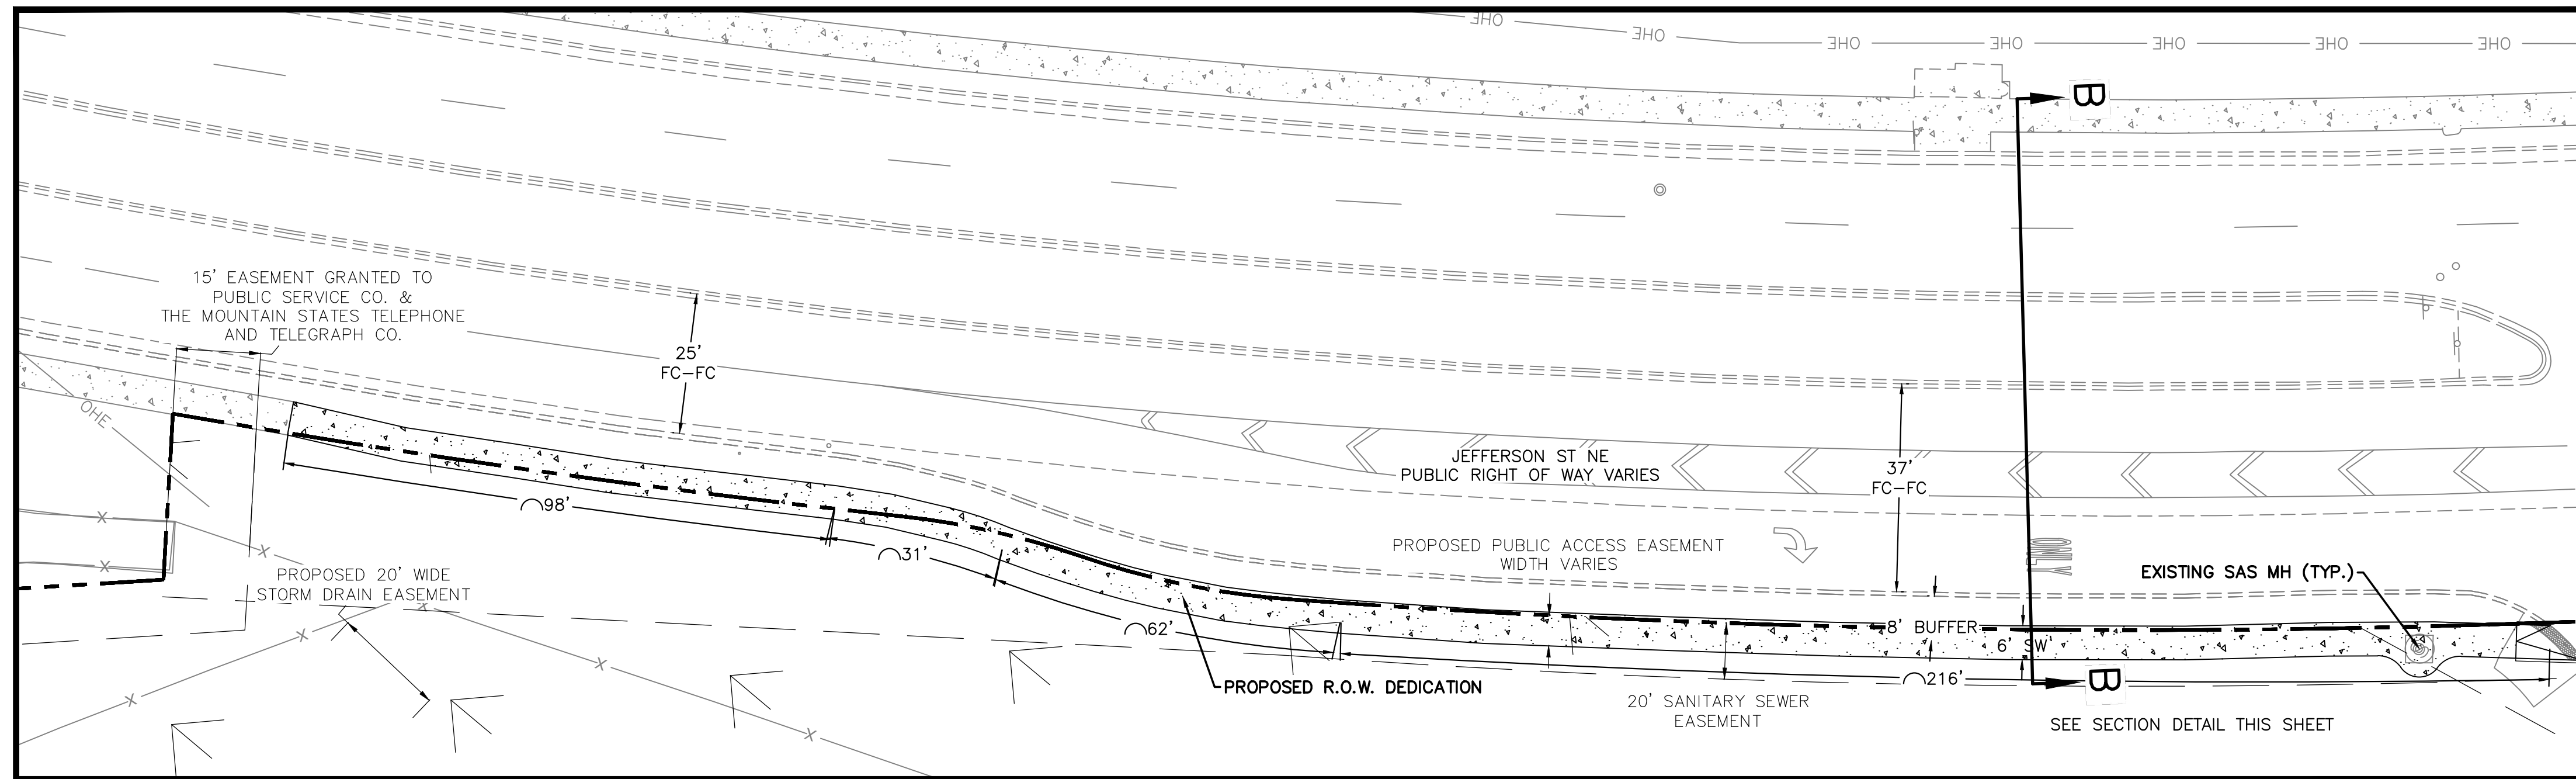 OHE
OHE
OHE
OHE
OHE
OHE
OHE
B
15' EASEMENT GRANTED TO
PUBLIC SERVICE CO. &
THE MOUNTAIN STATES TELEPHONE
AND TELEGRAPH CO.
25'
FC-FC
OHE
JEFFERSON ST NE
PUBLIC RIGHT OF WAY VARIES
37'
FC-FC
98'
31'
62'
PROPOSED PUBLIC ACCESS EASEMENT
WIDTH VARIES
ONLY
EXISTING SAS MH (TYP.)
X
X
X
X
X
X
X
X
PROPOSED 20' WIDE
STORM DRAIN EASEMENT
8' BUFFER
6' SW
216'
B
PROPOSED R.O.W. DEDICATION
20' SANITARY SEWER
EASEMENT
SEE SECTION DETAIL THIS SHEET